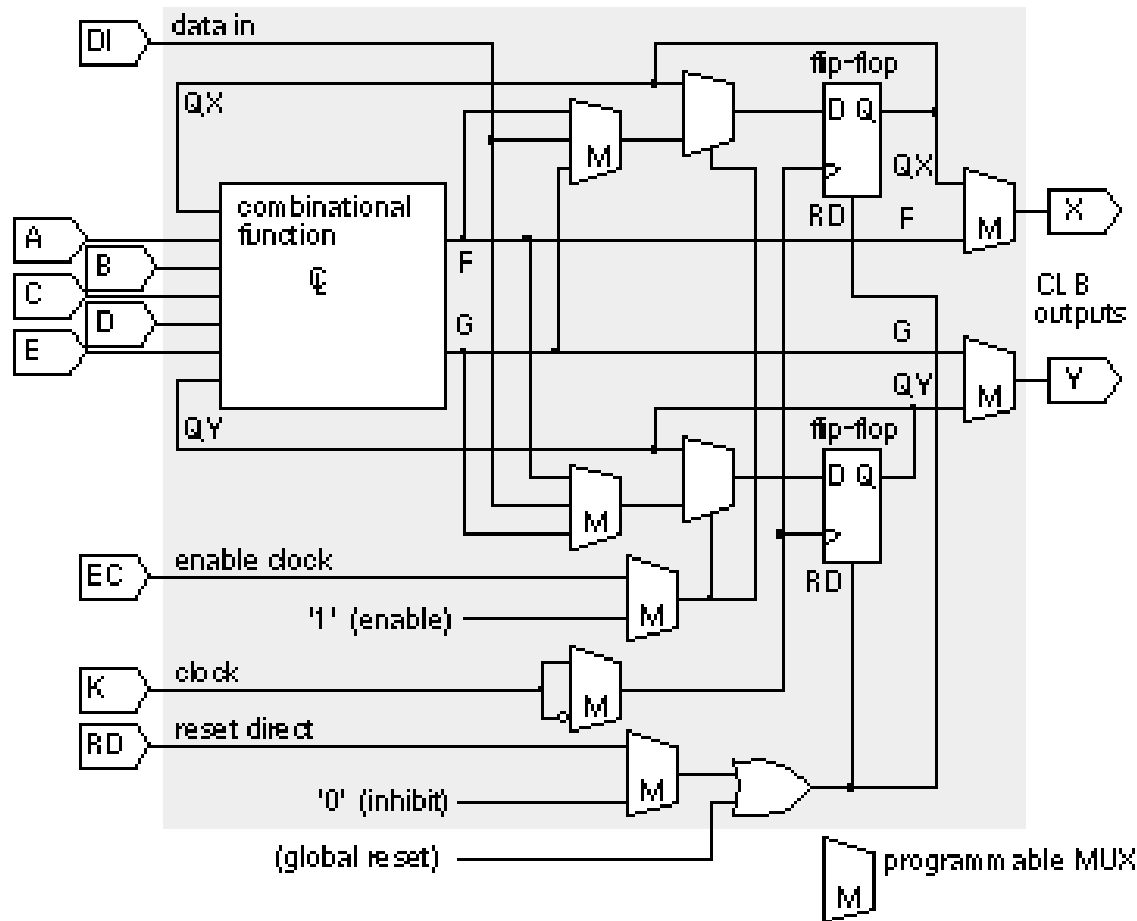 DI
data in
flip-flop
QX
D Q
M
QX
combinational
function
CL
RD
F
M
X
A
B
F
C
D
G
G
CLB
outputs
E
QY
M
Y
QY
flip-flop
D Q
M
EC
enable clock
RD
'1' (enable)
M
K
clock
M
RD
reset direct
'0' (inhibit)
M
(global reset)
M
programmable MUX